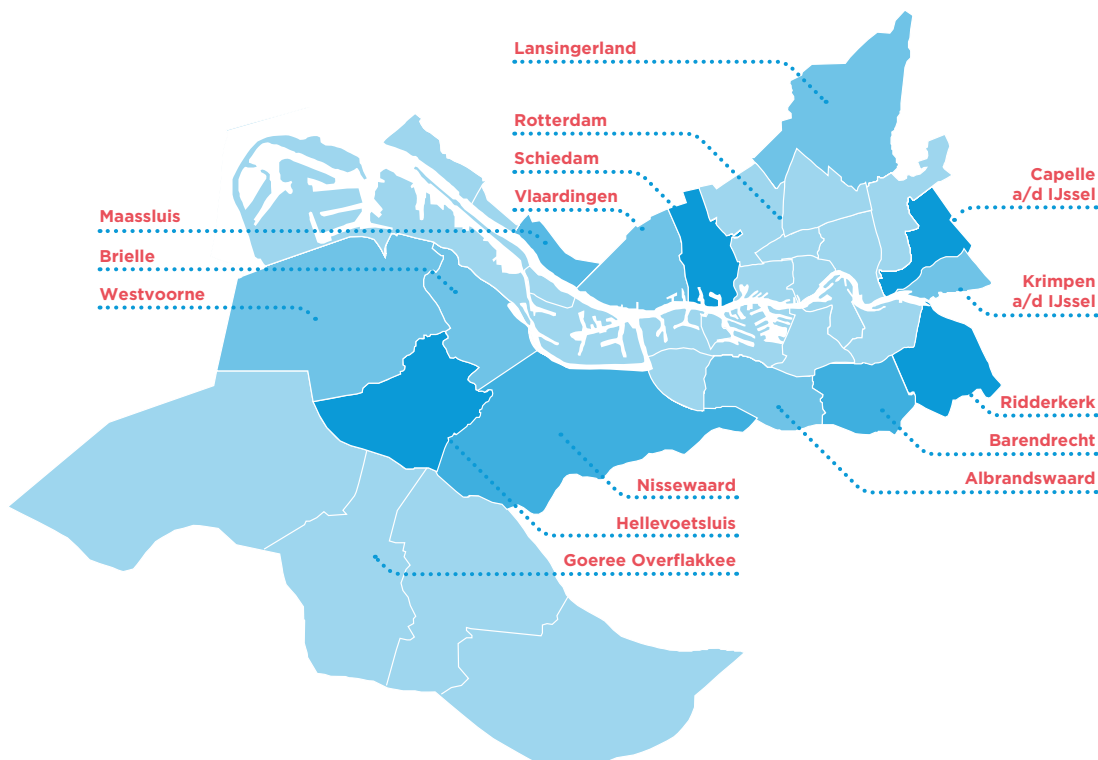 Lansingerland
Rotterdam
Schiedam
Vlaardingen
Maassluis
Brielle
Westvoorne
Capelle
a/d IJssel
Krimpen
a/d IJssel
Ridderkerk
Barendrecht
Albrandswaard
Nissewaard
Hellevoetsluis
Goeree Overflakkee